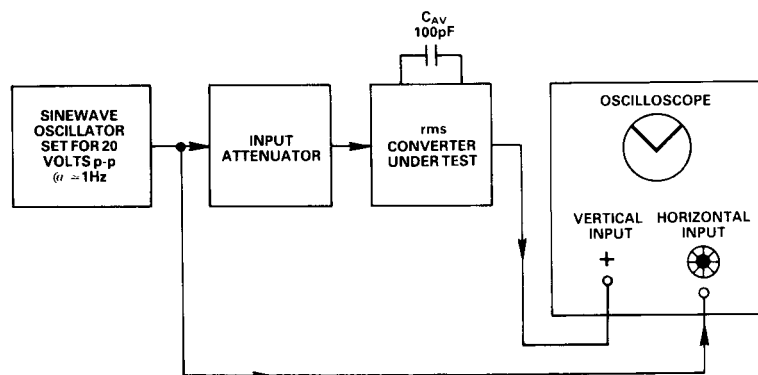 C_AV
100pF
SINEWAVE
OSCILLATOR
SET FOR 20
VOLTS p-p
@ ≃ 1Hz
INPUT
ATTENUATOR
rms
CONVERTER
UNDER TEST
OSCILLOSCOPE
VERTICAL
INPUT
+
HORIZONTAL
INPUT